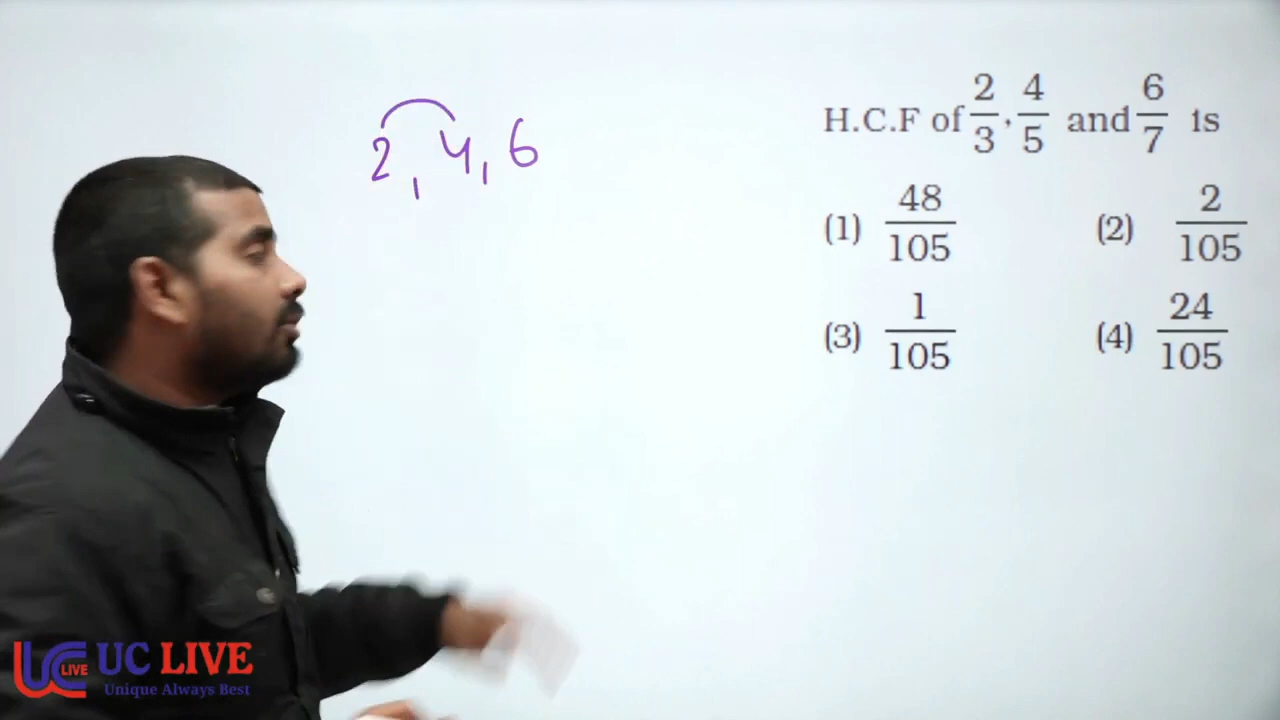 2, 4, 6
H.C.F of 2/3, 4/5 and 6/7 is
(1) 48/105 (2) 2/105
(3) 1/105 (4) 24/105
UC LIVE
LIVE
Unique Always Best